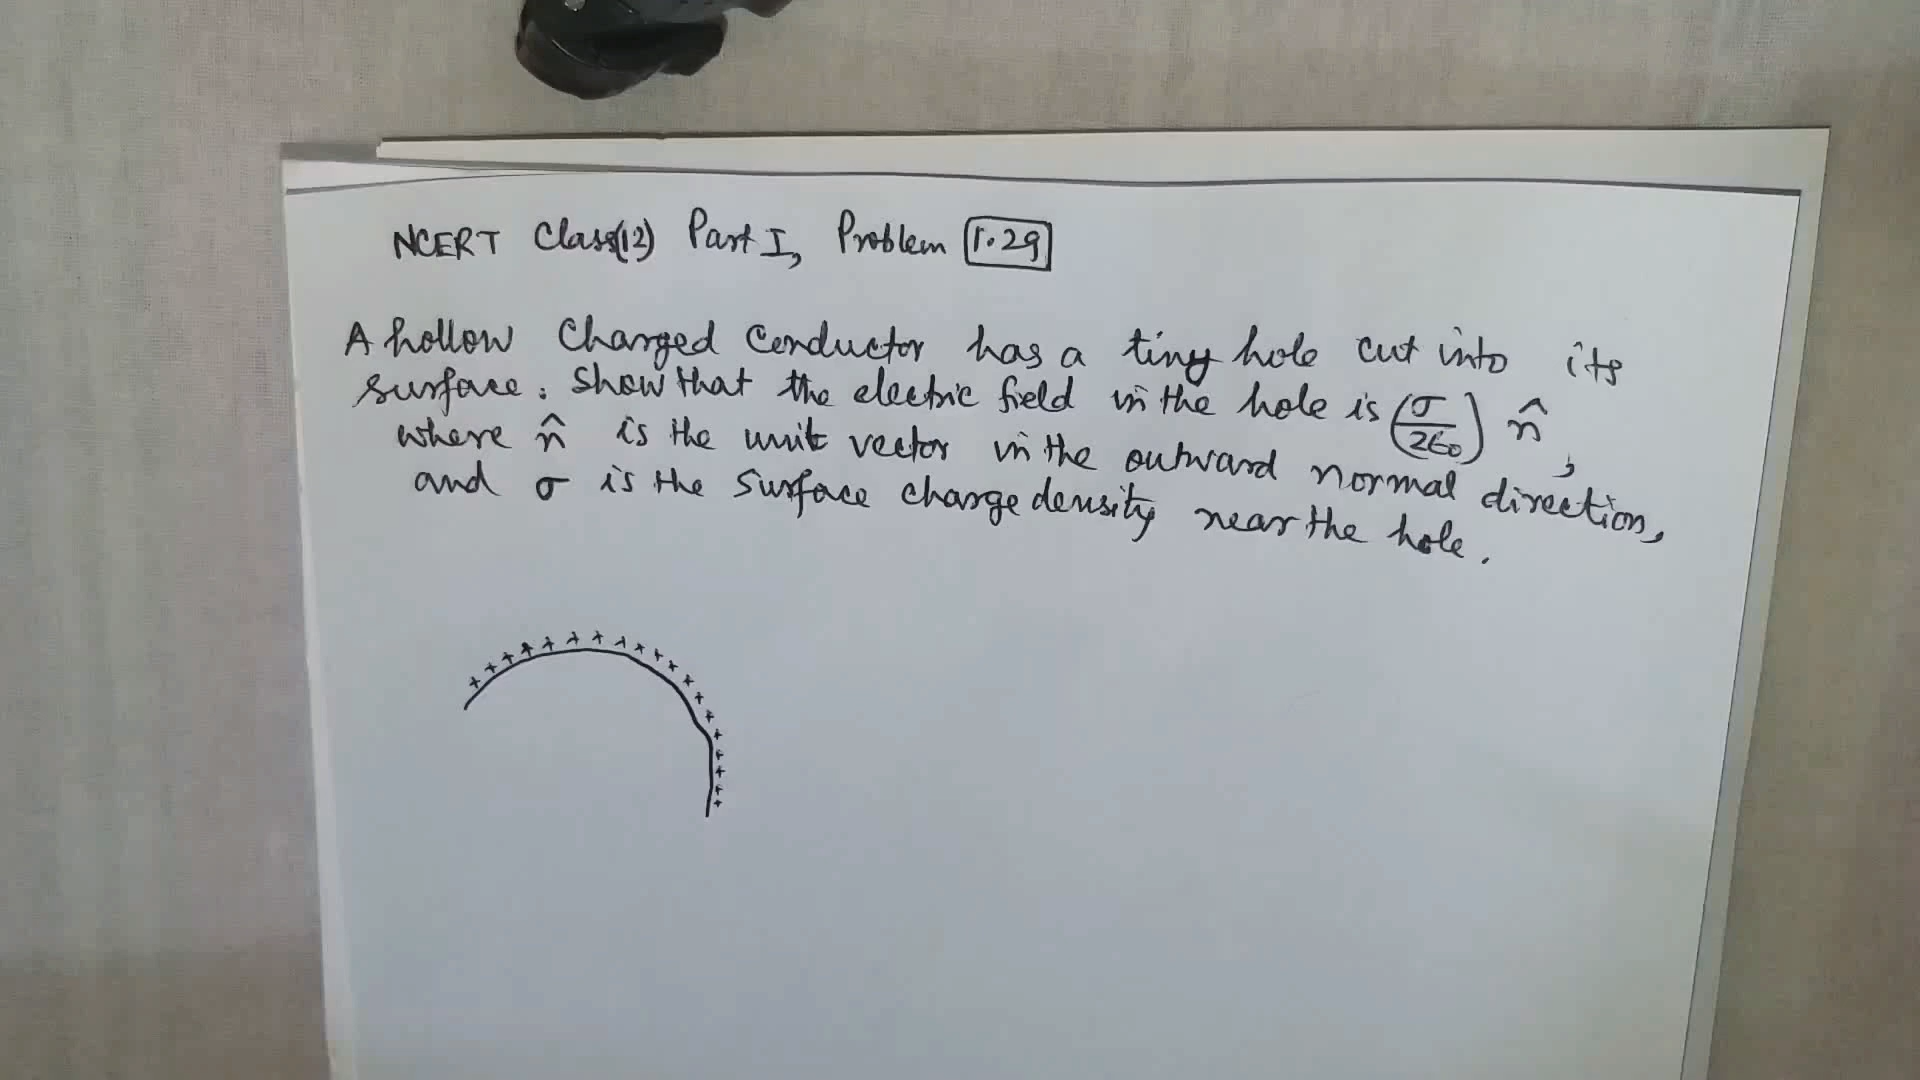 NCERT Class(12) Part I, Problem 1.29
A hollow Charged Conductor has a tiny hole cut into its
surface. Show that the electric field in the hole is (σ/2ϵ₀) n̂,
where n̂ is the unit vector in the outward normal direction,
and σ is the surface charge density near the hole.
+ + + + + + + + + + + + + + + + + + +